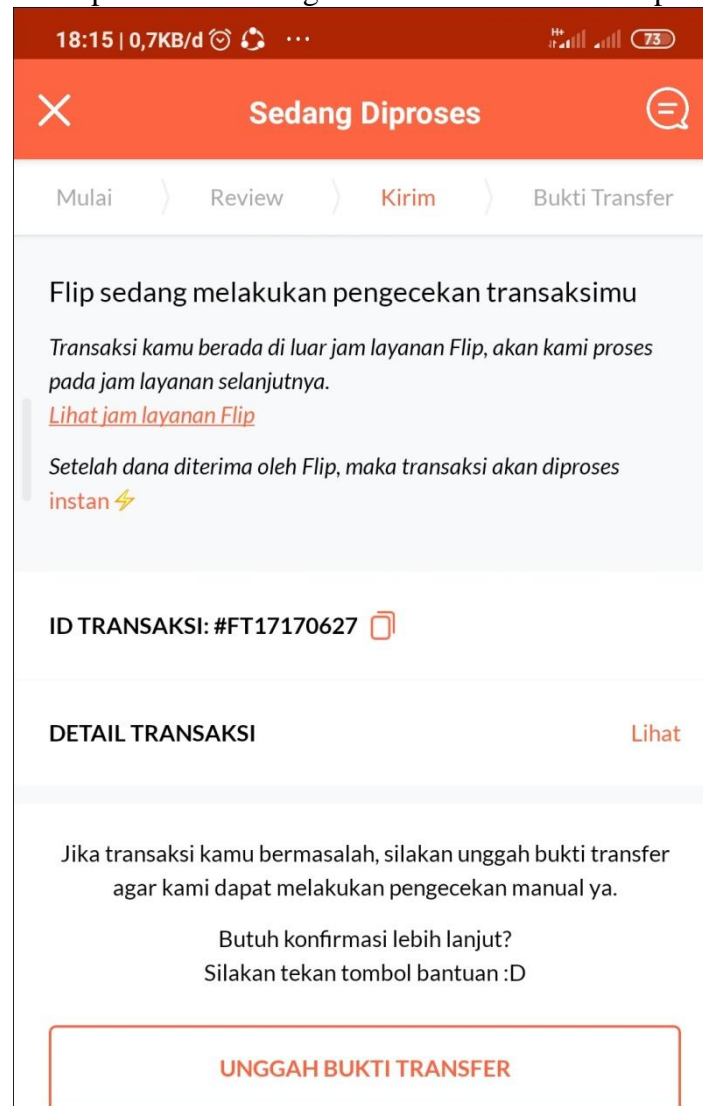 18:15 | 0,7KB/d ...
H+
73
Sedang Diproses
Mulai
Review
Kirim
Bukti Transfer
Flip sedang melakukan pengecekan transaksimu
Transaksi kamu berada di luar jam layanan Flip, akan kami proses
pada jam layanan selanjutnya.
Lihat jam layanan Flip
Setelah dana diterima oleh Flip, maka transaksi akan diproses
instan⚡
ID TRANSAKSI: #FT17170627
DETAIL TRANSAKSI
Lihat
Jika transaksi kamu bermasalah, silakan unggah bukti transfer
agar kami dapat melakukan pengecekan manual ya.
Butuh konfirmasi lebih lanjut?
Silakan tekan tombol bantuan :D
UNGGAH BUKTI TRANSFER